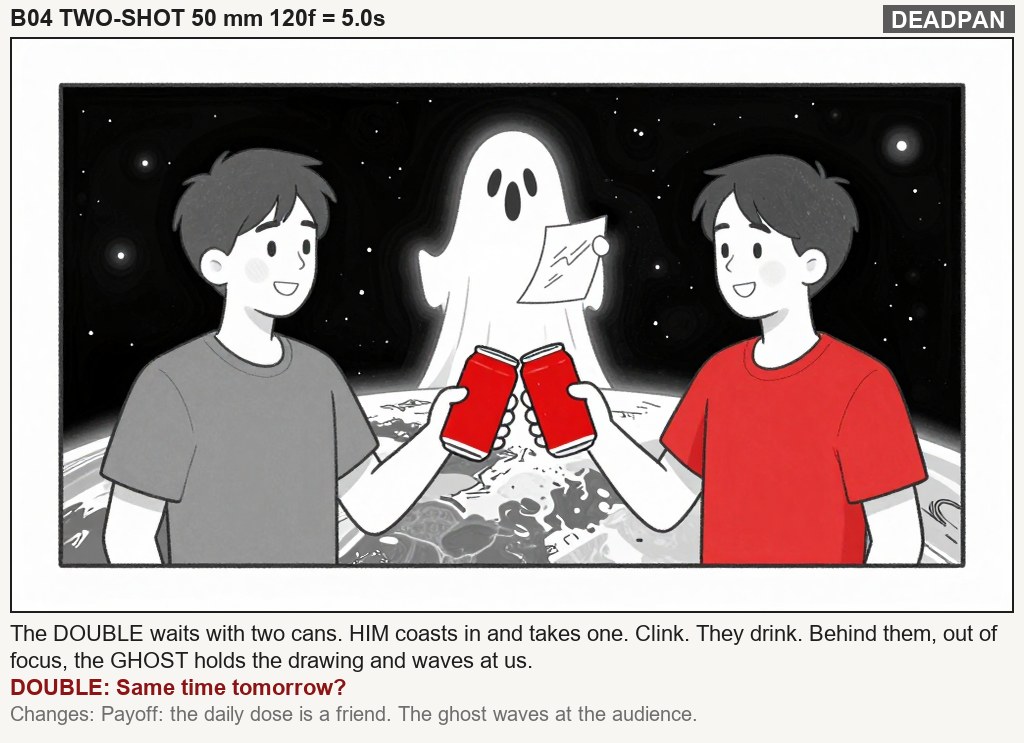 B04 TWO-SHOT 50 mm 120f = 5.0s
DEADPAN
The DOUBLE waits with two cans. HIM coasts in and takes one. Clink. They drink. Behind them, out of
focus, the GHOST holds the drawing and waves at us.
DOUBLE: Same time tomorrow?
Changes: Payoff: the daily dose is a friend. The ghost waves at the audience.